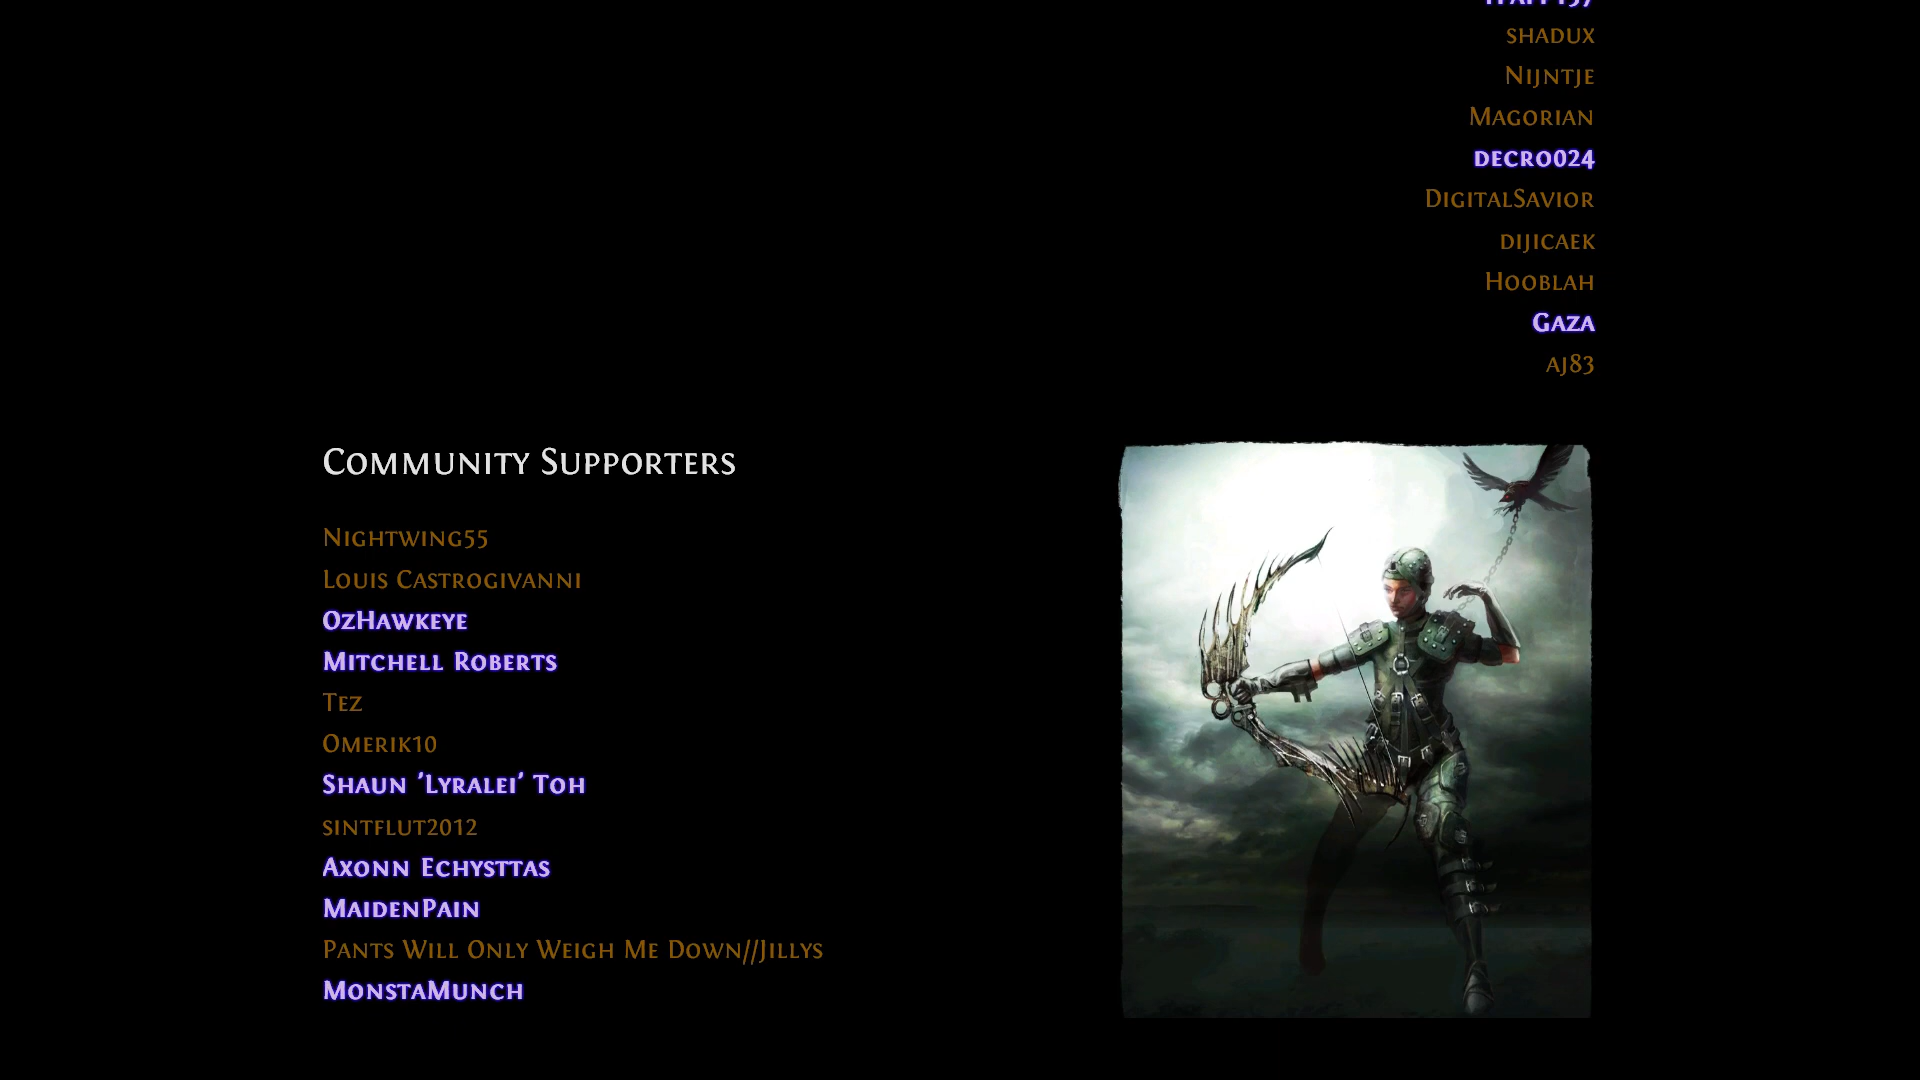 shadux
Nijntje
Magorian
decro024
DigitalSavior
dijicaek
Hooblah
Gaza
aj83
Community Supporters
Nightwing55
Louis Castrogivanni
OzHawkeye
Mitchell Roberts
Tez
Omerik10
Shaun 'Lyralei' Toh
sintflut2012
Axonn Echysttas
MaidenPain
Pants Will Only Weigh Me Down//Jillys
MonstaMunch